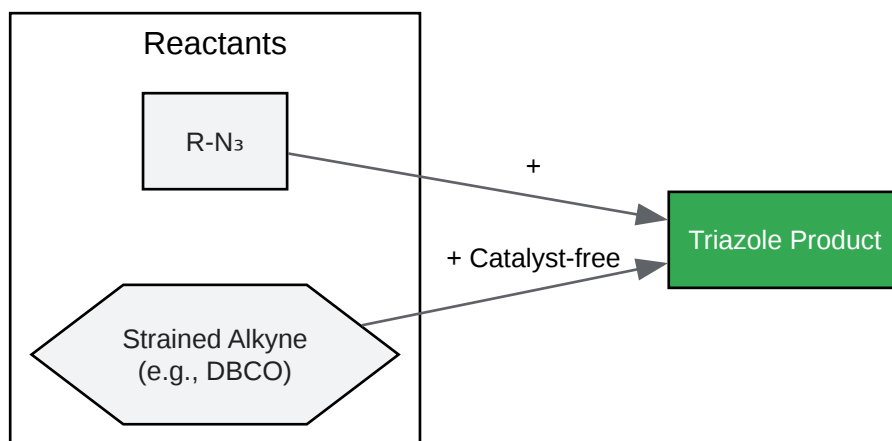 Reactants
R-N₃
+
+ Catalyst-free
Triazole Product
Strained Alkyne
(e.g., DBCO)